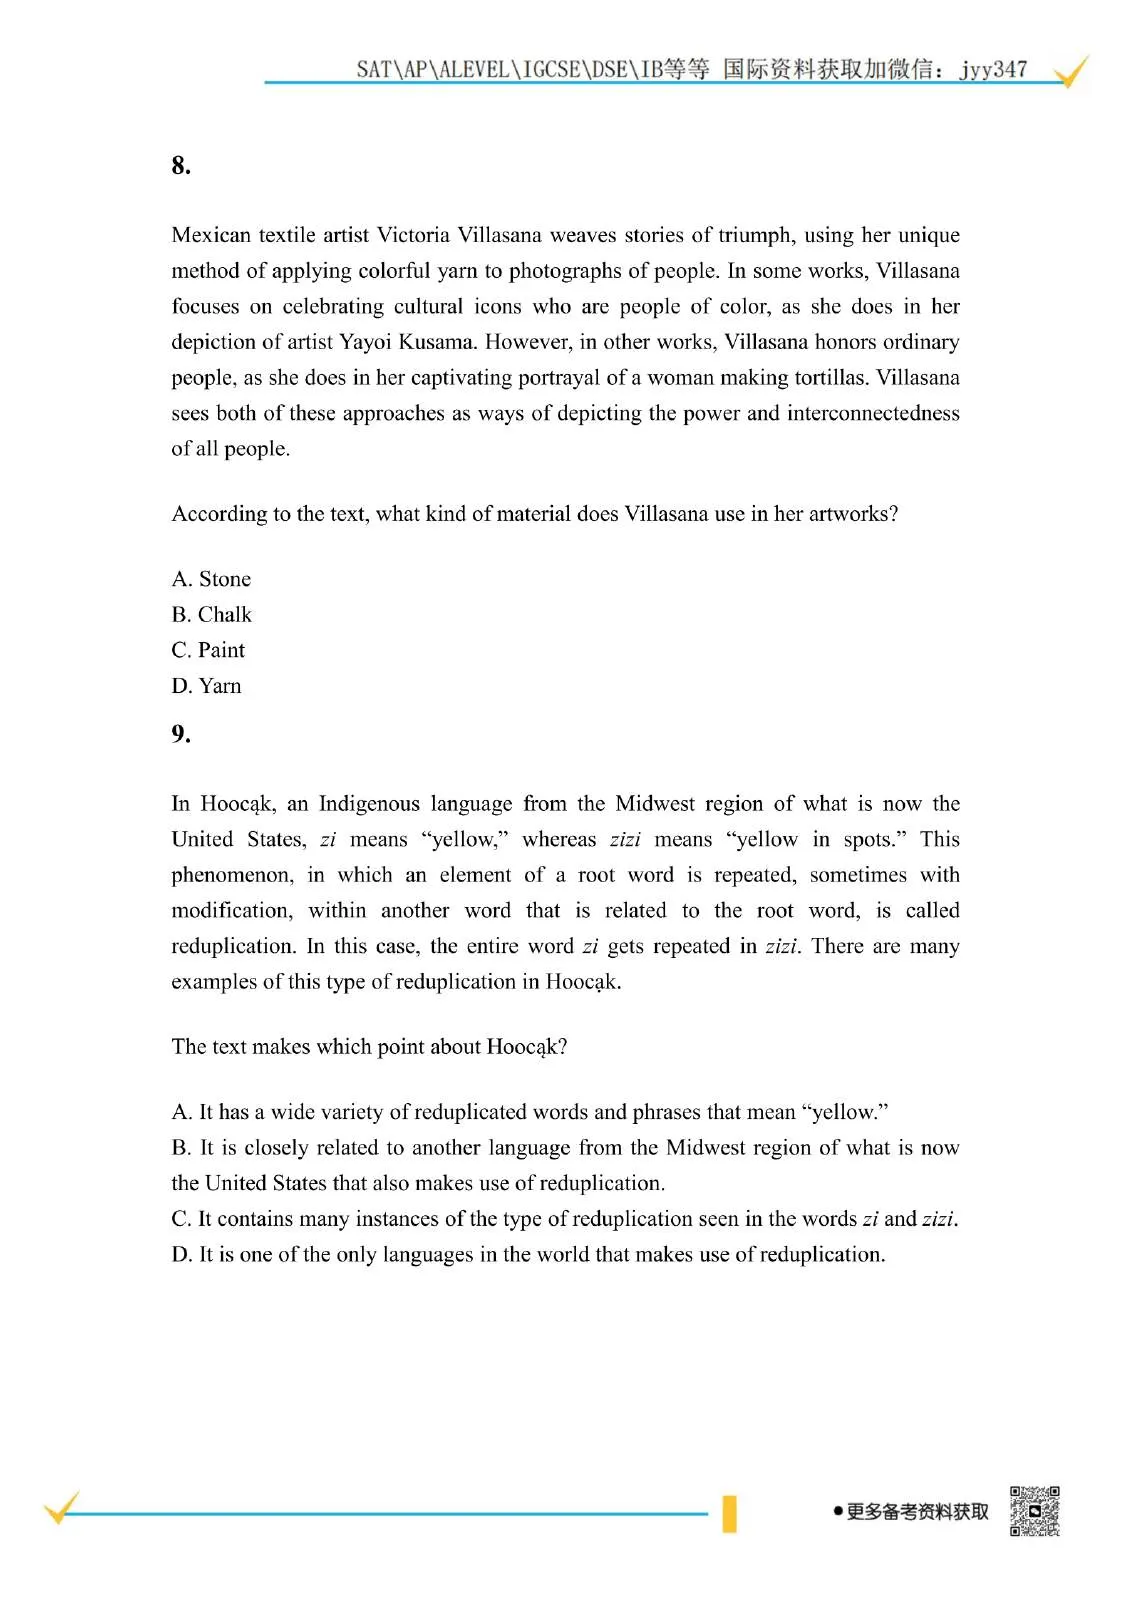 SAT\AP\ALEVEL\IGCSE\DSE\IB等等 国际资料获取加微信：jyy347
8.
Mexican textile artist Victoria Villasana weaves stories of triumph, using her unique
method of applying colorful yarn to photographs of people. In some works, Villasana
focuses on celebrating cultural icons who are people of color, as she does in her
depiction of artist Yayoi Kusama. However, in other works, Villasana honors ordinary
people, as she does in her captivating portrayal of a woman making tortillas. Villasana
sees both of these approaches as ways of depicting the power and interconnectedness
of all people.
According to the text, what kind of material does Villasana use in her artworks?
A. Stone
B. Chalk
C. Paint
D. Yarn
9.
In Hoocąk, an Indigenous language from the Midwest region of what is now the
United States, zi means “yellow,” whereas zizi means “yellow in spots.” This
phenomenon, in which an element of a root word is repeated, sometimes with
modification, within another word that is related to the root word, is called
reduplication. In this case, the entire word zi gets repeated in zizi. There are many
examples of this type of reduplication in Hoocąk.
The text makes which point about Hoocąk?
A. It has a wide variety of reduplicated words and phrases that mean “yellow.”
B. It is closely related to another language from the Midwest region of what is now
the United States that also makes use of reduplication.
C. It contains many instances of the type of reduplication seen in the words zi and zizi.
D. It is one of the only languages in the world that makes use of reduplication.
●更多备考资料获取